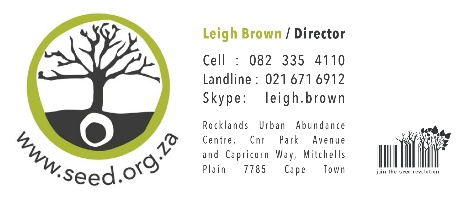 Leigh Brown / Director
Cell : 082 335 4110
Landline : 021 671 6912
Skype: leigh.brown
Rocklands Urban Abundance
Centre, Cnr Park Avenue
and Capricorn Way, Mitchells
Plain 7785 Cape Town
www.seed.org.za
join the seed revolution